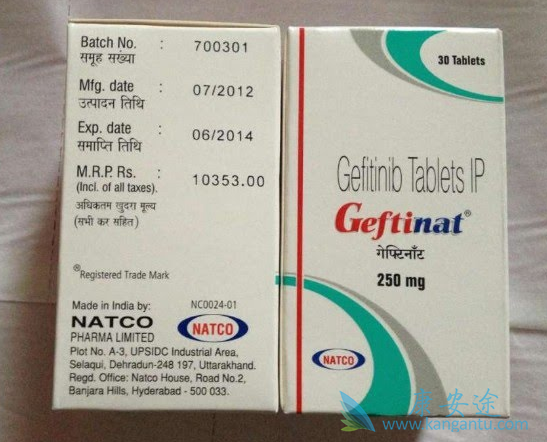 Batch No. : 700301
समूह संख्या
Mfg. date : 07/2012
उत्पादन तिथि
Exp. date : 06/2014
समाप्ति तिथि
M.R.P. Rs. : 10353.00
(Incl. of all taxes).
अधिकतम खुदरा मूल्य
(सभी कर सहित)
®Registered Trade Mark
Made in India by: NC0024-01
NATCO
PHARMA LIMITED
NATCO
Plot No. A-3, UPSIDC Industrial Area,
Selaqui, Dehradun-248 197, Uttarakhand.
Regd. Office: Natco House, Road No.2,
Banjara Hills, Hyderabad - 500 033.
30 Tablets
Gefitinib Tablets IP
Geftinat®
गेफ्टिनॉट
250 mg
NATCO
康安途
www.kangantu.com